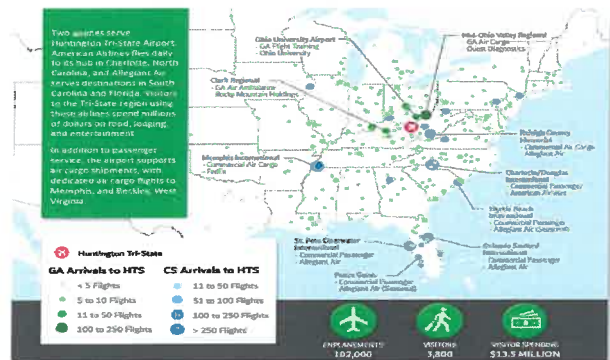 Two airlines serve
Huntington Tri-State Airport.
American Airlines flies daily
to its hub in Charlotte, North
Carolina, and Allegiant Air
serves destinations in South
Carolina and Florida. Visitors
to the Tri-State region using
these airlines spend millions
of dollars on food, lodging,
and entertainment.
In addition to passenger
service, the airport supports
air cargo shipments, with
dedicated air cargo flights to
Memphis, and Beckley, West
Virginia.
Ohio University Airport
- GA Flight Training
- Ohio University
Mid-Ohio Valley Regional
- GA Air Cargo
- Quest Diagnostics
Clark Regional
- GA Air Ambulance
- Rocky Mountain Holdings
Memphis International
- Commercial Air Cargo
- FedEx
Raleigh County
Memorial
- Commercial Air Cargo
Charlotte/Douglas
International
- Commercial Passenger
- American Airlines
Myrtle Beach
International
- Commercial Passenger
- Allegiant Air (Seasonal)
St. Pete Clearwater
International
- Commercial Passenger
- Allegiant Air
Orlando Sanford
International
- Commercial Passenger
- Allegiant Air
Punta Gorda
- Commercial Passenger
- Allegiant Air (Seasonal)
Huntington Tri-State
GA Arrivals to HTS
< 5 Flights
5 to 10 Flights
11 to 50 Flights
100 to 250 Flights
CS Arrivals to HTS
11 to 50 Flights
51 to 100 Flights
100 to 250 Flights
> 250 Flights
ENPLANEMENTS
102,000
VISITORS
3,800
VISITOR SPENDING
$13.5 MILLION